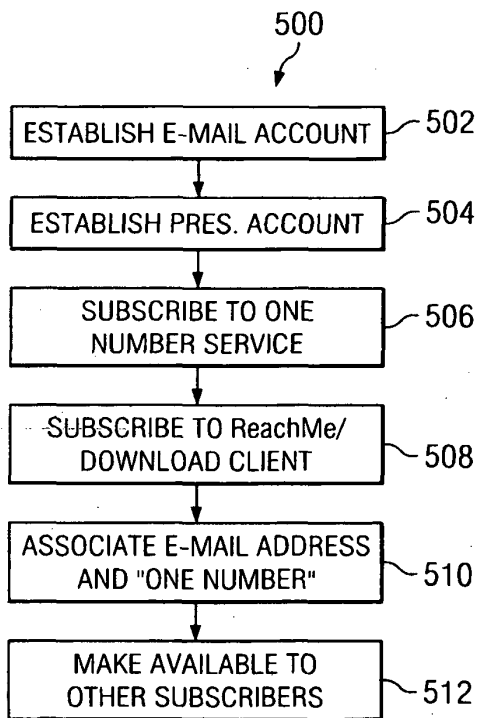 500
ESTABLISH E-MAIL ACCOUNT
502
ESTABLISH PRES. ACCOUNT
504
SUBSCRIBE TO ONE
NUMBER SERVICE
506
SUBSCRIBE TO ReachMe/
DOWNLOAD CLIENT
508
ASSOCIATE E-MAIL ADDRESS
AND "ONE NUMBER"
510
MAKE AVAILABLE TO
OTHER SUBSCRIBERS
512